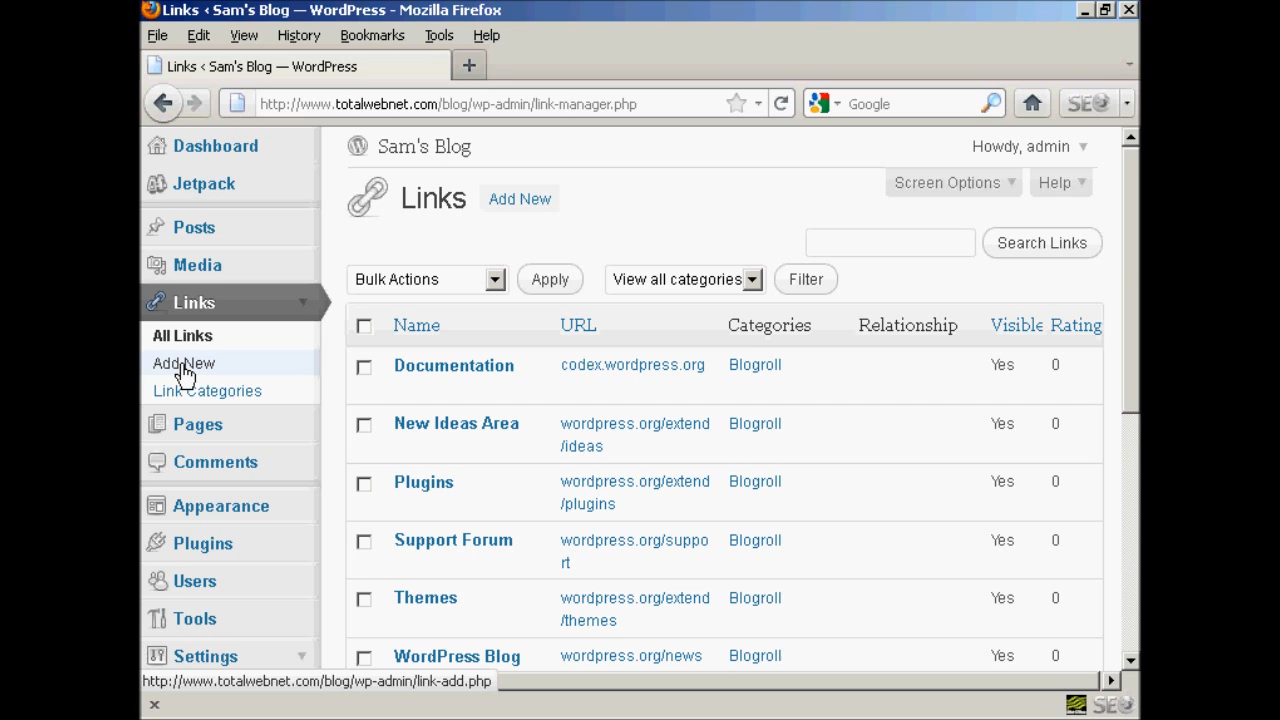 Links ‹ Sam's Blog — WordPress - Mozilla Firefox
File Edit View History Bookmarks Tools Help
Links ‹ Sam's Blog — WordPress
http://www.totalwebnet.com/blog/wp-admin/link-manager.php
Google
SEO
Dashboard
Jetpack
Posts
Media
Links
All Links
Add New
Link Categories
Pages
Comments
Appearance
Plugins
Users
Tools
Settings
Sam's Blog
Howdy, admin
Links Add New
Screen Options Help
Search Links
Bulk Actions Apply View all categories Filter
Name URL Categories Relationship Visible Rating
Documentation codex.wordpress.org Blogroll Yes 0
New Ideas Area wordpress.org/extend Blogroll Yes 0
/ideas
Plugins wordpress.org/extend Blogroll Yes 0
/plugins
Support Forum wordpress.org/suppo Blogroll Yes 0
rt
Themes wordpress.org/extend Blogroll Yes 0
/themes
WordPress Blog wordpress.org/news Blogroll Yes 0
http://www.totalwebnet.com/blog/wp-admin/link-add.php
SEO